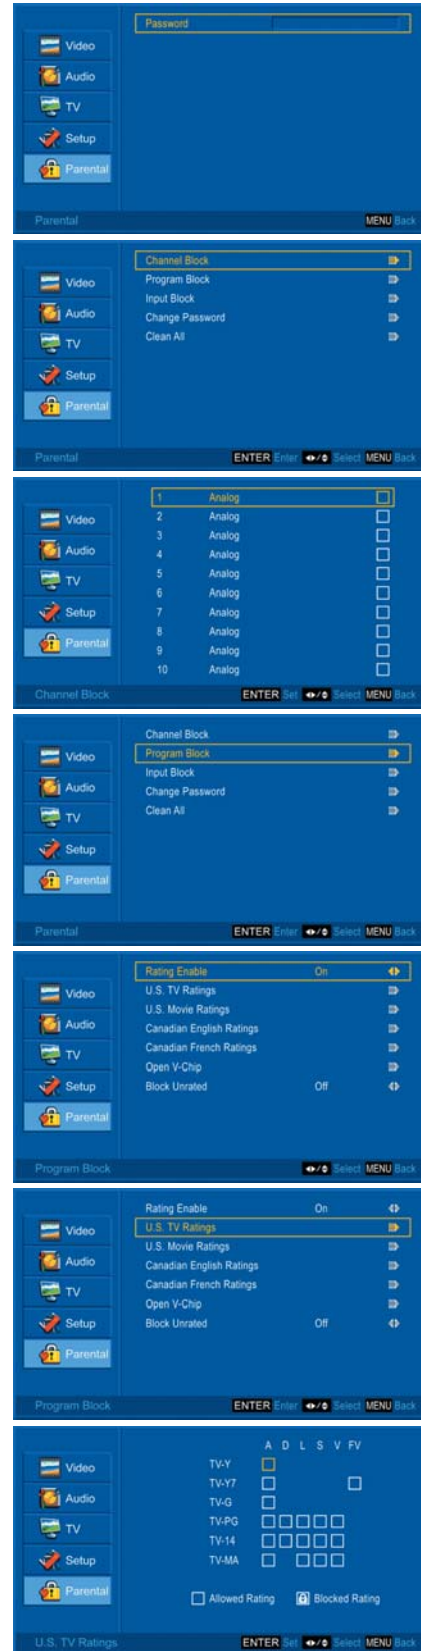 Password
Video
Audio
TV
Setup
Parental
Parental MENU Back
Channel Block
Program Block
Input Block
Change Password
Clean All
Video
Audio
TV
Setup
Parental
Parental ENTER Enter / Select MENU Back
1 Analog
2 Analog
3 Analog
4 Analog
5 Analog
6 Analog
7 Analog
8 Analog
9 Analog
10 Analog
Video
Audio
TV
Setup
Parental
Channel Block ENTER Set / Select MENU Back
Channel Block
Program Block
Input Block
Change Password
Clean All
Video
Audio
TV
Setup
Parental
Parental ENTER Enter / Select MENU Back
Rating Enable On
U.S. TV Ratings
U.S. Movie Ratings
Canadian English Ratings
Canadian French Ratings
Open V-Chip
Block Unrated Off
Video
Audio
TV
Setup
Parental
Program Block / Select MENU Back
Rating Enable On
U.S. TV Ratings
U.S. Movie Ratings
Canadian English Ratings
Canadian French Ratings
Open V-Chip
Block Unrated Off
Video
Audio
TV
Setup
Parental
Program Block ENTER Enter / Select MENU Back
A D L S V FV
TV-Y
TV-Y7
TV-G
TV-PG
TV-14
TV-MA
Allowed Rating Blocked Rating
Video
Audio
TV
Setup
Parental
U.S. TV Ratings ENTER Set / Select MENU Back